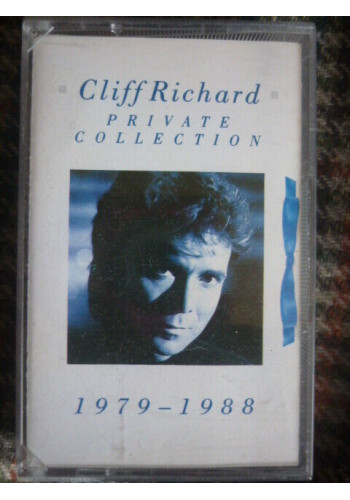 Cliff Richard
PRIVATE
COLLECTION
1979–1988